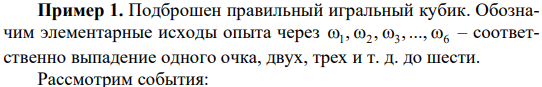 Пример 1. Подброшен правильный игральный кубик. Обозна-
чим элементарные исходы опыта через ω₁, ω₂, ω₃, ..., ω₆ – соответ-
ственно выпадение одного очка, двух, трех и т. д. до шести.
Рассмотрим события: